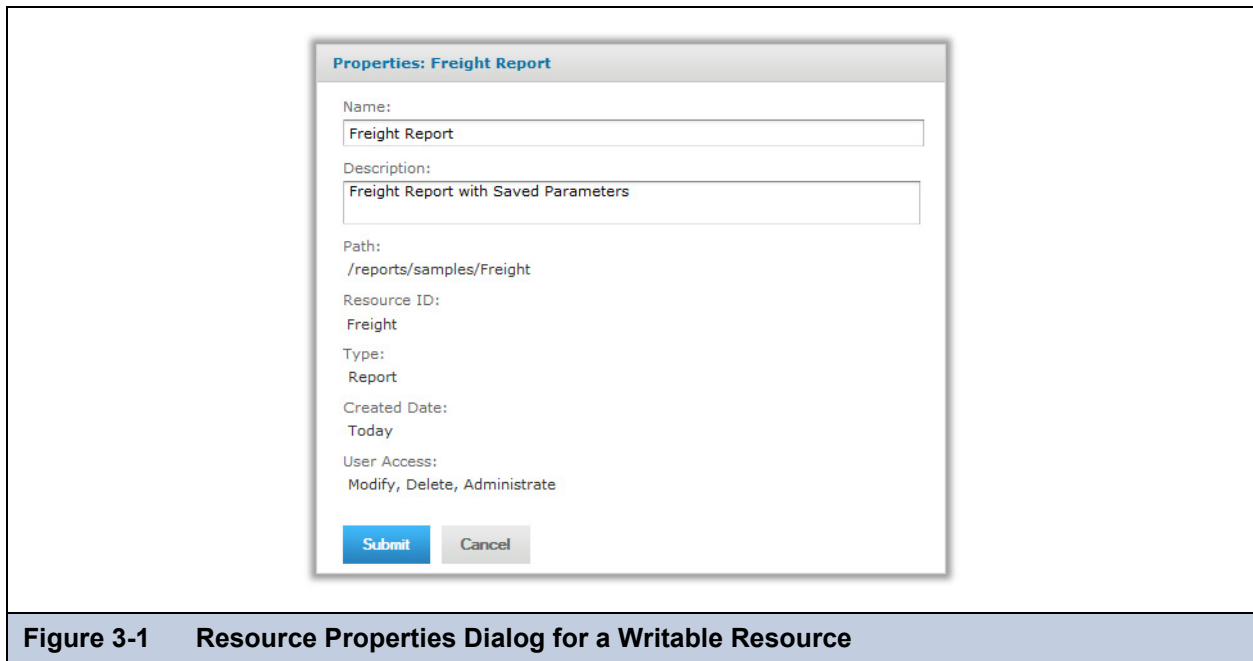 Properties: Freight Report
Name:
Freight Report
Description:
Freight Report with Saved Parameters
Path:
/reports/samples/Freight
Resource ID:
Freight
Type:
Report
Created Date:
Today
User Access:
Modify, Delete, Administrate
Submit Cancel
Figure 3-1 Resource Properties Dialog for a Writable Resource